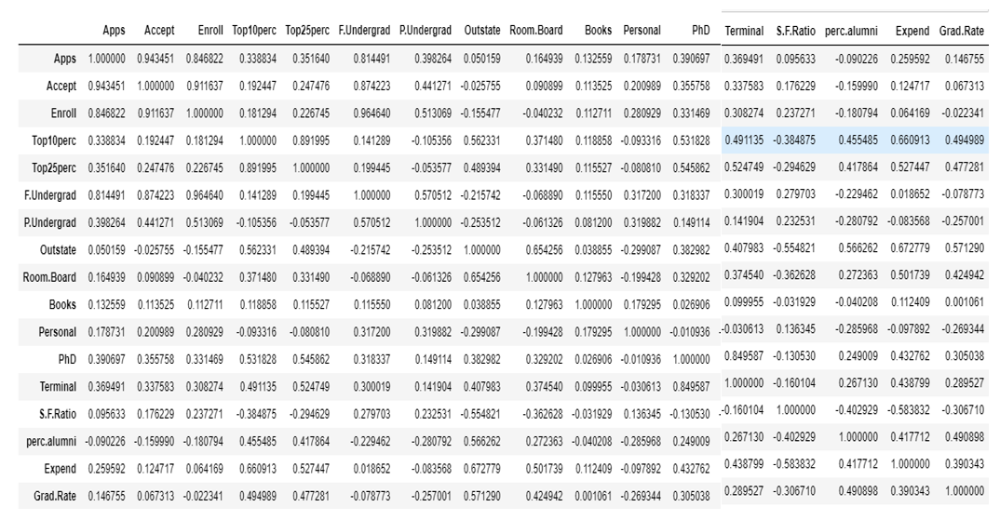 Apps Accept Enroll Top10perc Top25perc F.Undergrad P.Undergrad Outstate Room.Board Books Personal PhD Terminal S.F.Ratio perc.alumni Expend Grad.Rate
Apps 1.000000 0.943451 0.846822 0.338834 0.351640 0.814491 0.398264 0.050159 0.164939 0.132559 0.178731 0.390697 0.369491 0.095633 -0.090226 0.259592 0.146755
Accept 0.943451 1.000000 0.911637 0.192447 0.247476 0.874223 0.441271 -0.025755 0.090899 0.113525 0.200989 0.355758 0.337583 0.176229 -0.159990 0.124717 0.067313
Enroll 0.846822 0.911637 1.000000 0.181294 0.226745 0.964640 0.513069 -0.155477 -0.040232 0.112711 0.280929 0.331469 0.308274 0.237271 -0.180794 0.064169 -0.022341
Top10perc 0.338834 0.192447 0.181294 1.000000 0.891995 0.141289 -0.105356 0.562331 0.371480 0.118858 -0.093316 0.531828 0.491135 -0.384875 0.455485 0.660913 0.494989
Top25perc 0.351640 0.247476 0.226745 0.891995 1.000000 0.199445 -0.053577 0.489394 0.331490 0.115527 -0.080810 0.545862 0.524749 -0.294629 0.417864 0.527447 0.477281
F.Undergrad 0.814491 0.874223 0.964640 0.141289 0.199445 1.000000 0.570512 -0.215742 -0.068890 0.115550 0.317200 0.318337 0.300019 0.279703 -0.229462 0.018652 -0.078773
P.Undergrad 0.398264 0.441271 0.513069 -0.105356 -0.053577 0.570512 1.000000 -0.253512 -0.061326 0.081200 0.319882 0.149114 0.141904 0.232531 -0.280792 -0.083568 -0.257001
Outstate 0.050159 -0.025755 -0.155477 0.562331 0.489394 -0.215742 -0.253512 1.000000 0.654256 0.038855 -0.299087 0.382982 0.407983 -0.554821 0.566262 0.672779 0.571290
Room.Board 0.164939 0.090899 -0.040232 0.371480 0.331490 -0.068890 -0.061326 0.654256 1.000000 0.127963 -0.199428 0.329202 0.374540 -0.362628 0.272363 0.501739 0.424942
Books 0.132559 0.113525 0.112711 0.118858 0.115527 0.115550 0.081200 0.038855 0.127963 1.000000 0.179295 0.026906 0.099955 -0.031929 -0.040208 0.112409 0.001061
Personal 0.178731 0.200989 0.280929 -0.093316 -0.080810 0.317200 0.319882 -0.299087 -0.199428 0.179295 1.000000 -0.010936 -0.030613 0.136345 -0.285968 -0.097892 -0.269344
PhD 0.390697 0.355758 0.331469 0.531828 0.545862 0.318337 0.149114 0.382982 0.329202 0.026906 -0.010936 1.000000 0.849587 -0.130530 0.249009 0.432762 0.305038
Terminal 0.369491 0.337583 0.308274 0.491135 0.524749 0.300019 0.141904 0.407983 0.374540 0.099955 -0.030613 0.849587 1.000000 -0.160104 0.267130 0.438799 0.289527
S.F.Ratio 0.095633 0.176229 0.237271 -0.384875 -0.294629 0.279703 0.232531 -0.554821 -0.362628 -0.031929 0.136345 -0.130530 -0.160104 1.000000 -0.402929 -0.583832 -0.306710
perc.alumni -0.090226 -0.159990 -0.180794 0.455485 0.417864 -0.229462 -0.280792 0.566262 0.272363 -0.040208 -0.285968 0.249009 0.267130 -0.402929 1.000000 0.417712 0.490898
Expend 0.259592 0.124717 0.064169 0.660913 0.527447 0.018652 -0.083568 0.672779 0.501739 0.112409 -0.097892 0.432762 0.438799 -0.583832 0.417712 1.000000 0.390343
Grad.Rate 0.146755 0.067313 -0.022341 0.494989 0.477281 -0.078773 -0.257001 0.571290 0.424942 0.001061 -0.269344 0.305038 0.289527 -0.306710 0.490898 0.390343 1.000000